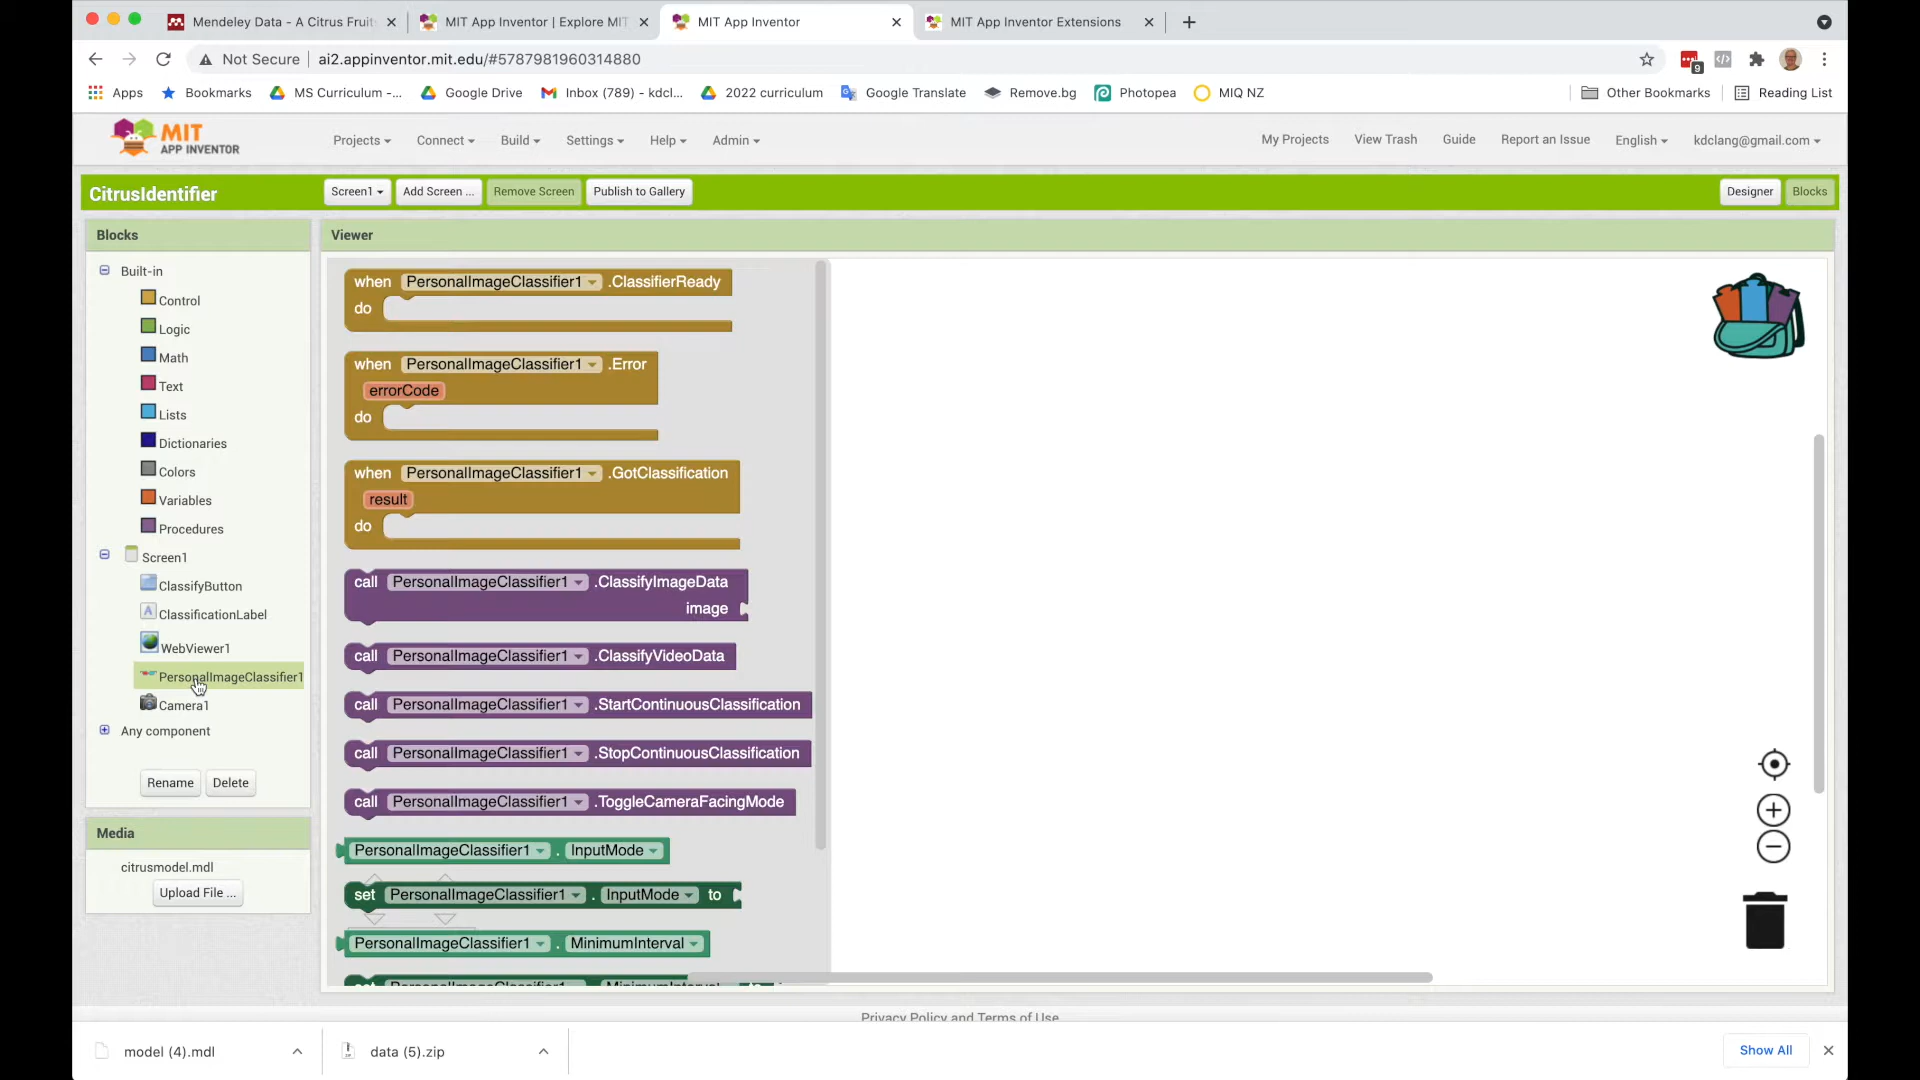 Mendeley Data - A Citrus Fruit
MIT App Inventor | Explore MIT
MIT App Inventor
MIT App Inventor Extensions
Not Secure | ai2.appinventor.mit.edu/#5787981960314880
9
Apps
Bookmarks
MS Curriculum -...
Google Drive
Inbox (789) - kdcl...
2022 curriculum
Google Translate
Remove.bg
Photopea
MIQ NZ
Other Bookmarks
Reading List
MIT
APP INVENTOR
Projects
Connect
Build
Settings
Help
Admin
My Projects
View Trash
Guide
Report an Issue
English
kdclang@gmail.com
CitrusIdentifier
Screen1
Add Screen ...
Remove Screen
Publish to Gallery
Designer
Blocks
Blocks
Built-in
Control
Logic
Math
Text
Lists
Dictionaries
Colors
Variables
Procedures
Screen1
ClassifyButton
A ClassificationLabel
WebViewer1
PersonalImageClassifier1
Camera1
Any component
Rename
Delete
Media
citrusmodel.mdl
Upload File ...
Viewer
when PersonalImageClassifier1 .ClassifierReady
do
when PersonalImageClassifier1 .Error
errorCode
do
when PersonalImageClassifier1 .GotClassification
result
do
call PersonalImageClassifier1 .ClassifyImageData
image
call PersonalImageClassifier1 .ClassifyVideoData
call PersonalImageClassifier1 .StartContinuousClassification
call PersonalImageClassifier1 .StopContinuousClassification
call PersonalImageClassifier1 .ToggleCameraFacingMode
PersonalImageClassifier1 . InputMode
set PersonalImageClassifier1 . InputMode to
PersonalImageClassifier1 . MinimumInterval
set PersonalImageClassifier1 . MinimumInterval to
Privacy Policy and Terms of Use
model (4).mdl
data (5).zip
Show All